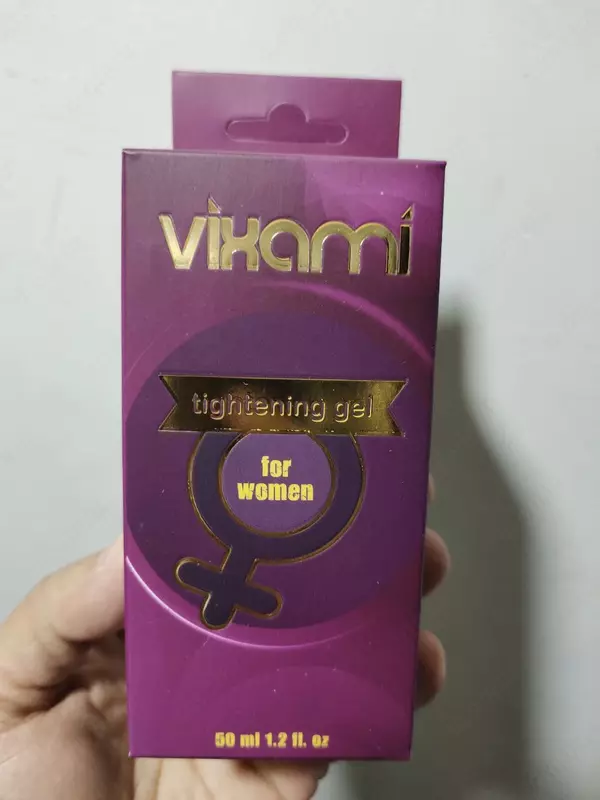 vixami
tightening gel
for
women
50 ml 1.2 fl. oz